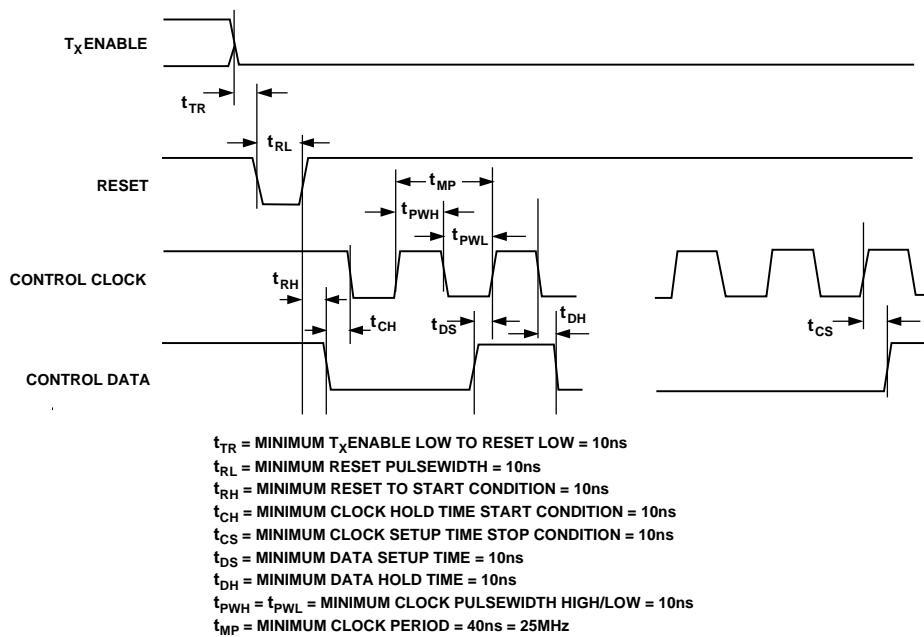 TXENABLE
tTR
tRL
RESET
tMP
tPWH
tPWL
CONTROL CLOCK
tRH
tCH
tDS
tDH
tCS
CONTROL DATA
tTR = MINIMUM TXENABLE LOW TO RESET LOW = 10ns
tRL = MINIMUM RESET PULSEWIDTH = 10ns
tRH = MINIMUM RESET TO START CONDITION = 10ns
tCH = MINIMUM CLOCK HOLD TIME START CONDITION = 10ns
tCS = MINIMUM CLOCK SETUP TIME STOP CONDITION = 10ns
tDS = MINIMUM DATA SETUP TIME = 10ns
tDH = MINIMUM DATA HOLD TIME = 10ns
tPWH = tPWL = MINIMUM CLOCK PULSEWIDTH HIGH/LOW = 10ns
tMP = MINIMUM CLOCK PERIOD = 40ns = 25MHz